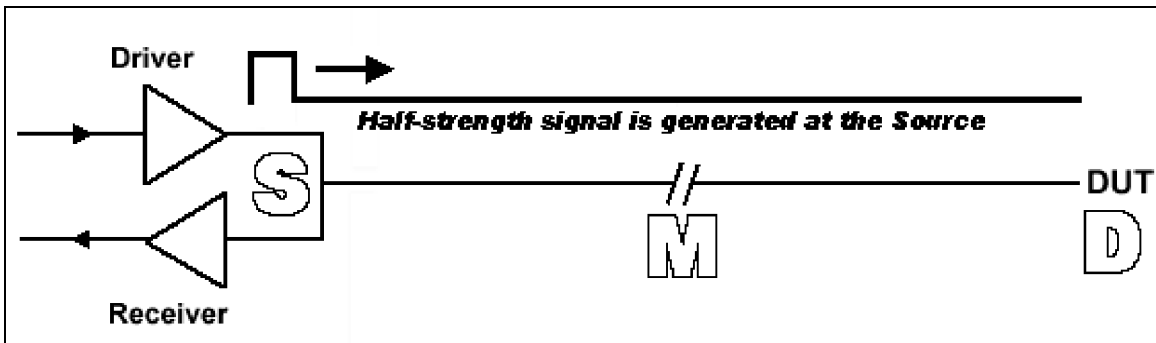 Driver
Half-strength signal is generated at the Source
S
DUT
M
D
Receiver